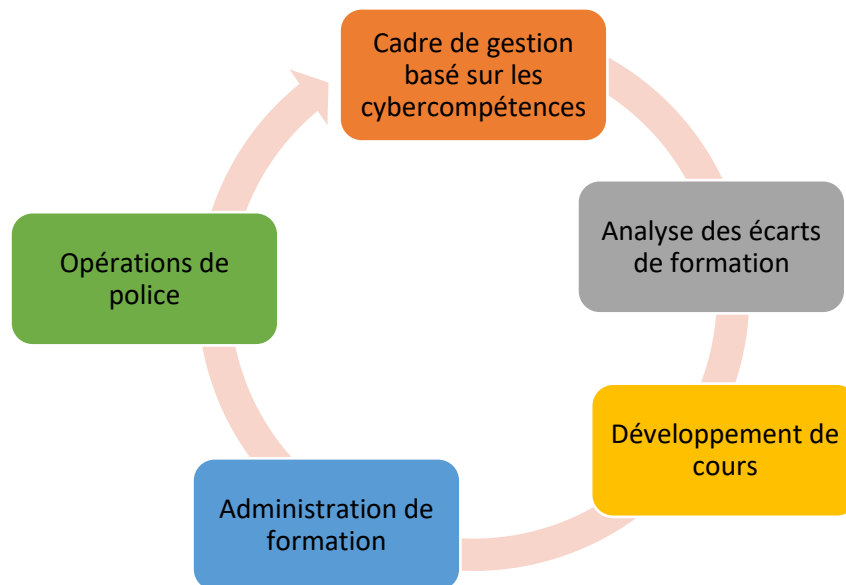 Cadre de gestion
basé sur les
cybercompétences
Analyse des écarts
de formation
Développement de
cours
Administration de
formation
Opérations de
police